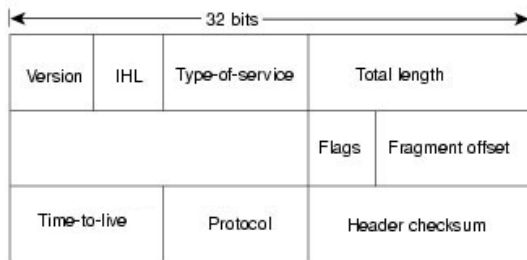 32 bits
Version IHL Type-of-service Total length
Flags Fragment offset
Time-to-live Protocol Header checksum